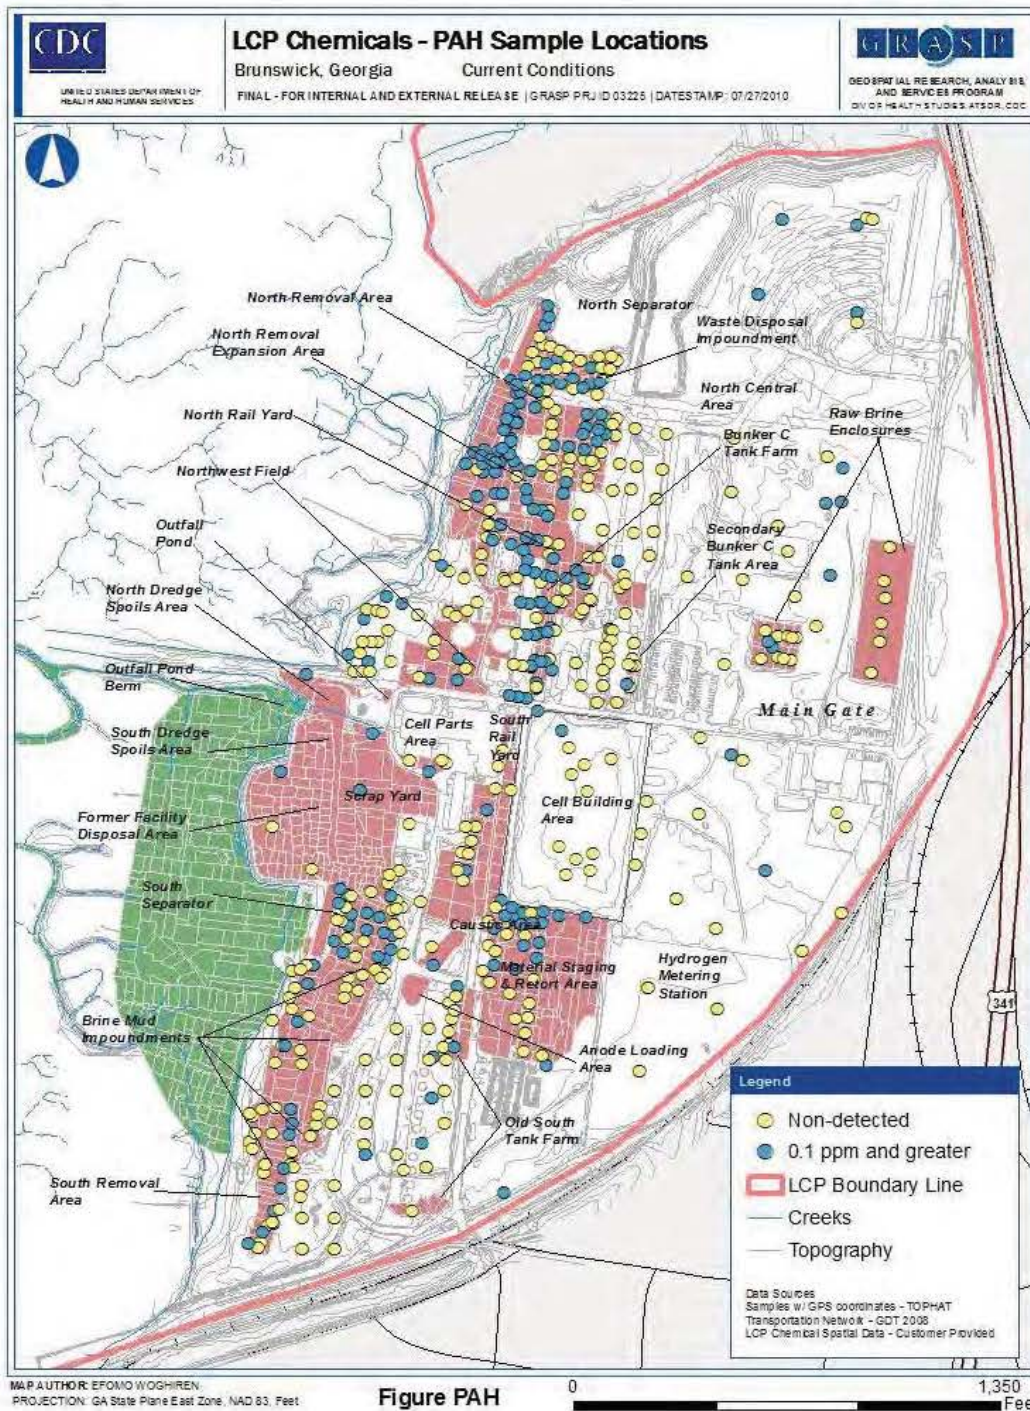 CDC
UNITED STATES DEPARTMENT OF
HEALTH AND HUMAN SERVICES
LCP Chemicals - PAH Sample Locations
Brunswick, Georgia Current Conditions
FINAL - FOR INTERNAL AND EXTERNAL RELEASE | GRASP PRJ ID 03225 | DATESTAMP: 07/27/2010
GRASP
GEOSPATIAL RESEARCH, ANALYSIS,
AND SERVICES PROGRAM
DIV OF HEALTH STUDIES, ATSDR, CDC
North Removal Area
North Separator
North Removal
Expansion Area
Waste Disposal
Impoundment
North Central
Area
North Rail Yard
Raw Brine
Enclosures
Bunker C
Tank Farm
Northwest Field
Outfall
Pond
Secondary
Bunker C
Tank Area
North Dredge
Spoils Area
Outfall Pond
Berm
Main Gate
South Dredge
Spoils Area
Cell Parts
Area
South
Rail
Yard
Scrap Yard
Cell Building
Area
Former Facility
Disposal Area
South
Separator
Caustic Area
Material Staging
& Retort Area
Hydrogen
Metering
Station
341
Brine Mud
Impoundments
Anode Loading
Area
Old South
Tank Farm
South Removal
Area
Legend
Non-detected
0.1 ppm and greater
LCP Boundary Line
Creeks
Topography
Data Sources
Samples w/ GPS coordinates - TOPHAT
Transportation Network - GDT 2008
LCP Chemical Spatial Data - Customer Provided
MAP AUTHOR: EFOMO WOGHIREN
PROJECTION: GA State Plane East Zone, NAD 83, Feet
Figure PAH
0 1,350
Fee